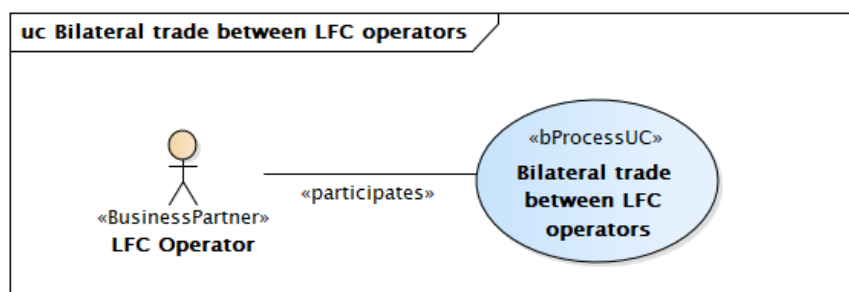 uc Bilateral trade between LFC operators
«bProcessUC»
Bilateral trade
between LFC
operators
«participates»
«BusinessPartner»
LFC Operator